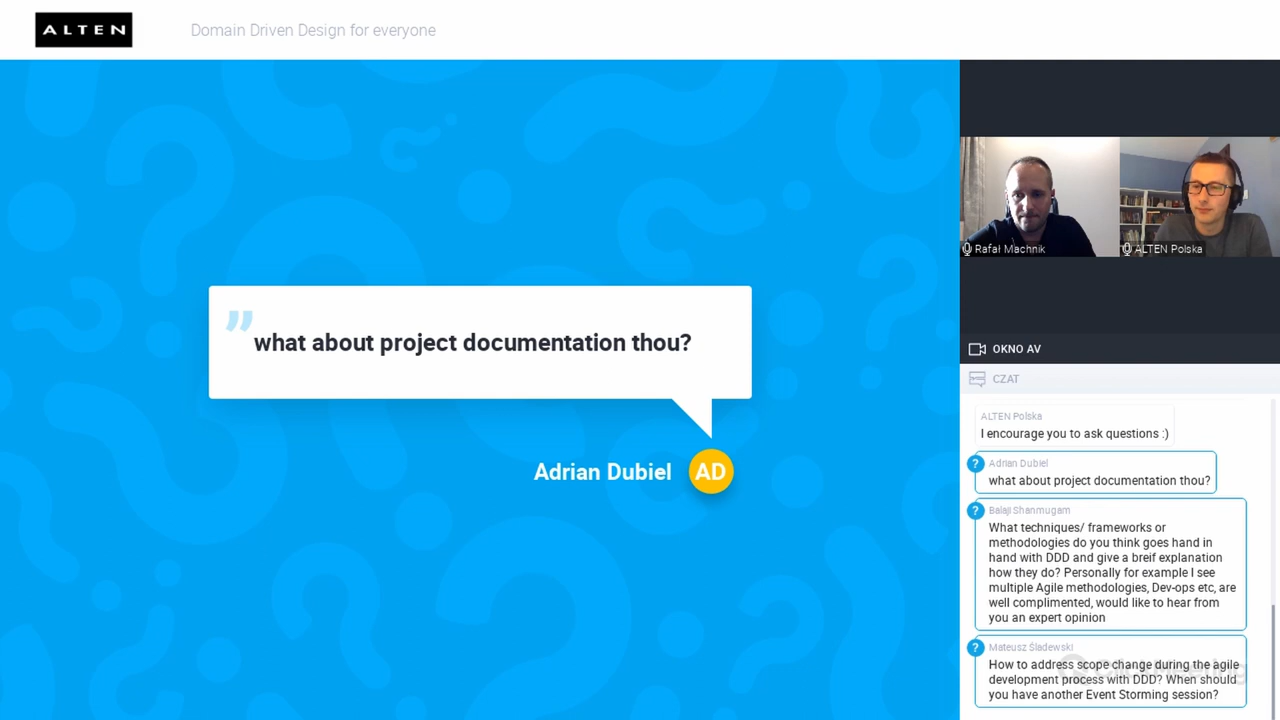 ALTEN
Domain Driven Design for everyone
” what about project documentation thou?
Adrian Dubiel
AD
Rafał Machnik
ALTEN Polska
OKNO AV
CZAT
ALTEN Polska
I encourage you to ask questions :)
?
Adrian Dubiel
what about project documentation thou?
?
Balaji Shanmugam
What techniques/ frameworks or
methodologies do you think goes hand in
hand with DDD and give a breif explanation
how they do? Personally for example I see
multiple Agile methodologies, Dev-ops etc, are
well complimented, would like to hear from
you an expert opinion
?
Mateusz Śladewski
How to address scope change during the agile
development process with DDD? When should
you have another Event Storming session?